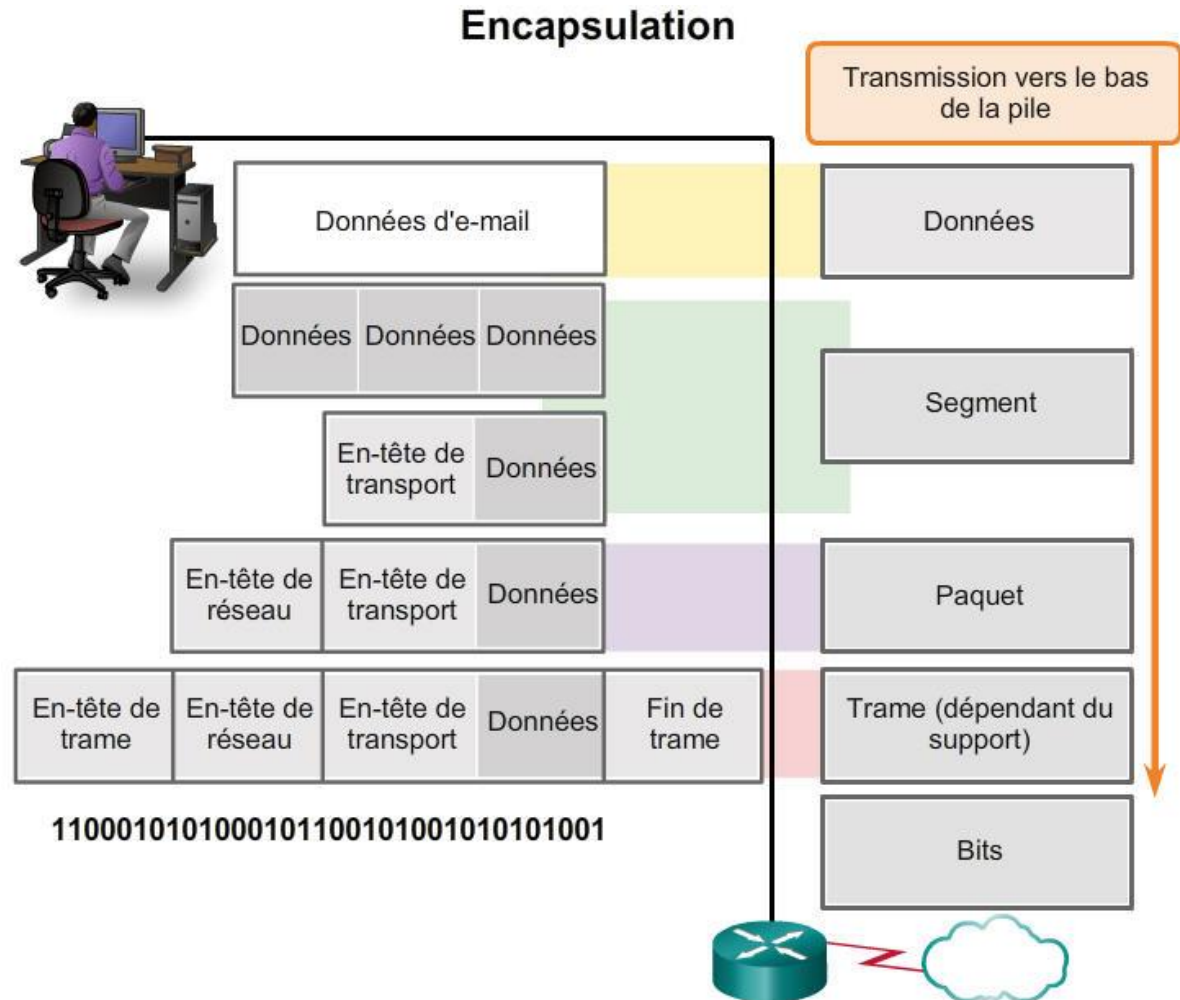 Encapsulation
Transmission vers le bas
de la pile
Données d'e-mail
Données
Données Données Données
Segment
En-tête de
transport
Données
En-tête de
réseau
En-tête de
transport
Données
Paquet
En-tête de
trame
En-tête de
réseau
En-tête de
transport
Données
Fin de
trame
Trame (dépendant du
support)
1100010101000101100101001010101001
Bits